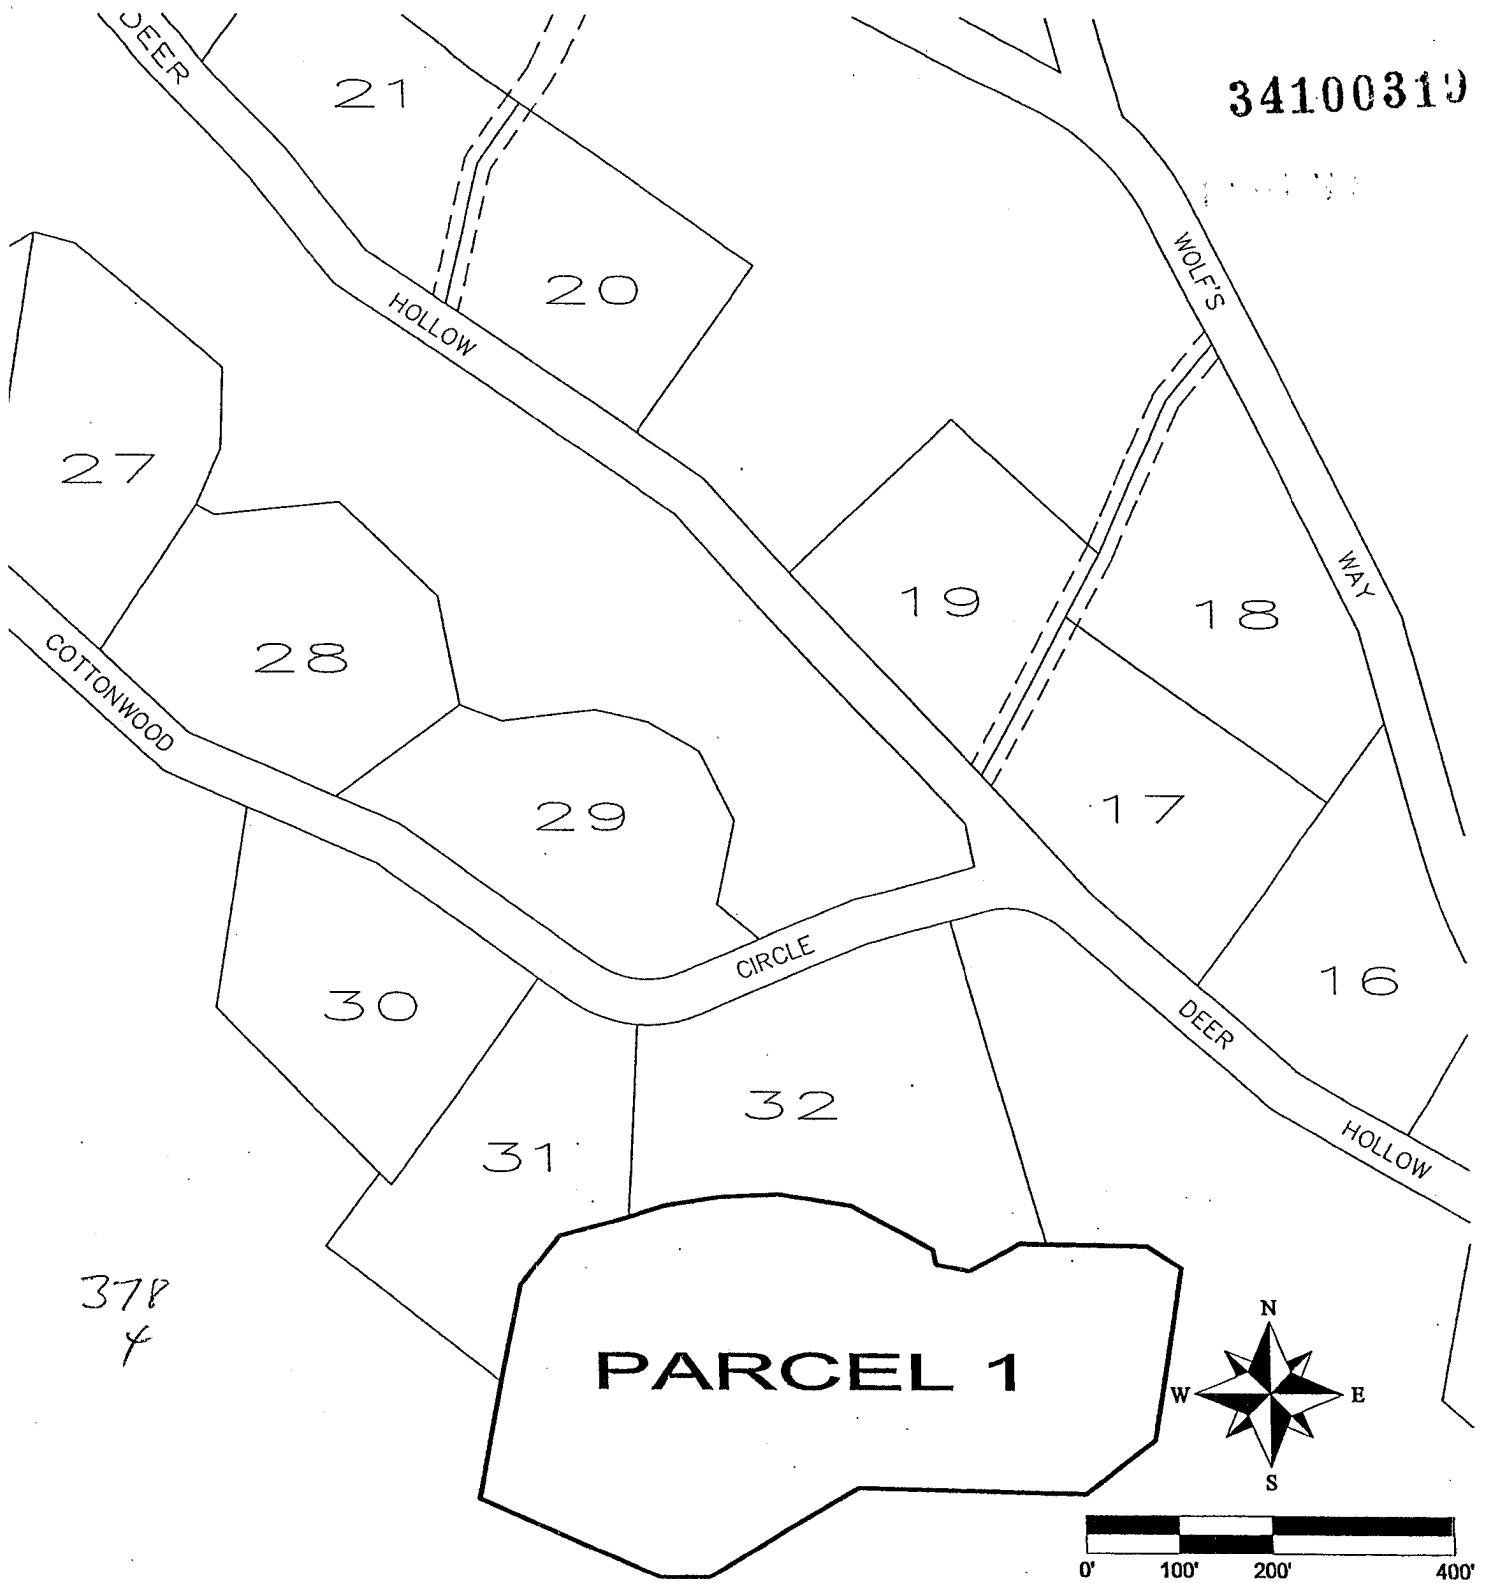 DEER
21
34100319
WOLF'S
20
HOLLOW
27
WAY
19
18
28
COTTONWOOD
17
29
CIRCLE
16
30
DEER
32
HOLLOW
31
378
4
N
PARCEL 1
W
E
S
0' 100' 200' 400'